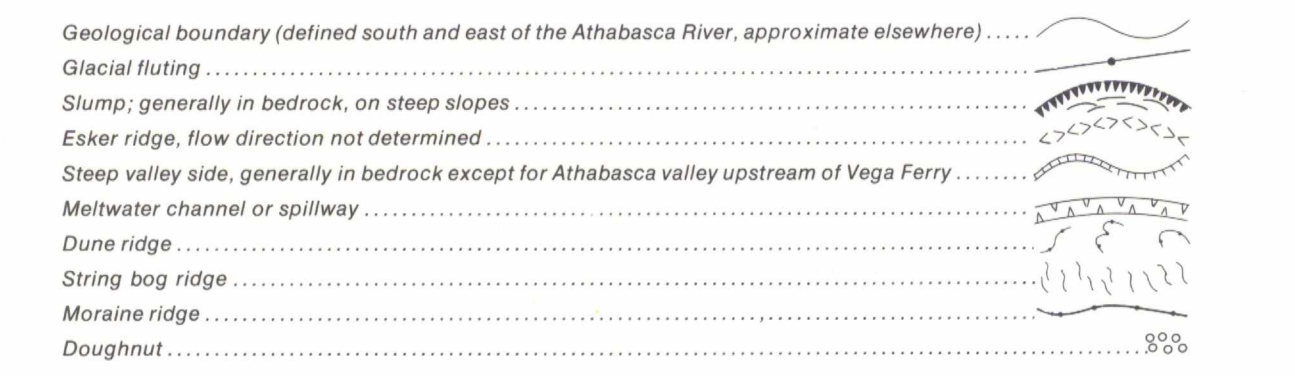 Geological boundary (defined south and east of the Athabasca River, approximate elsewhere) .....
Glacial fluting ..........
Slump; generally in bedrock, on steep slopes ..........
Esker ridge, flow direction not determined ..........
Steep valley side, generally in bedrock except for Athabasca valley upstream of Vega Ferry ........
Meltwater channel or spillway ..........
Dune ridge ..........
String bog ridge ..........
Moraine ridge ..........
Doughnut ..........